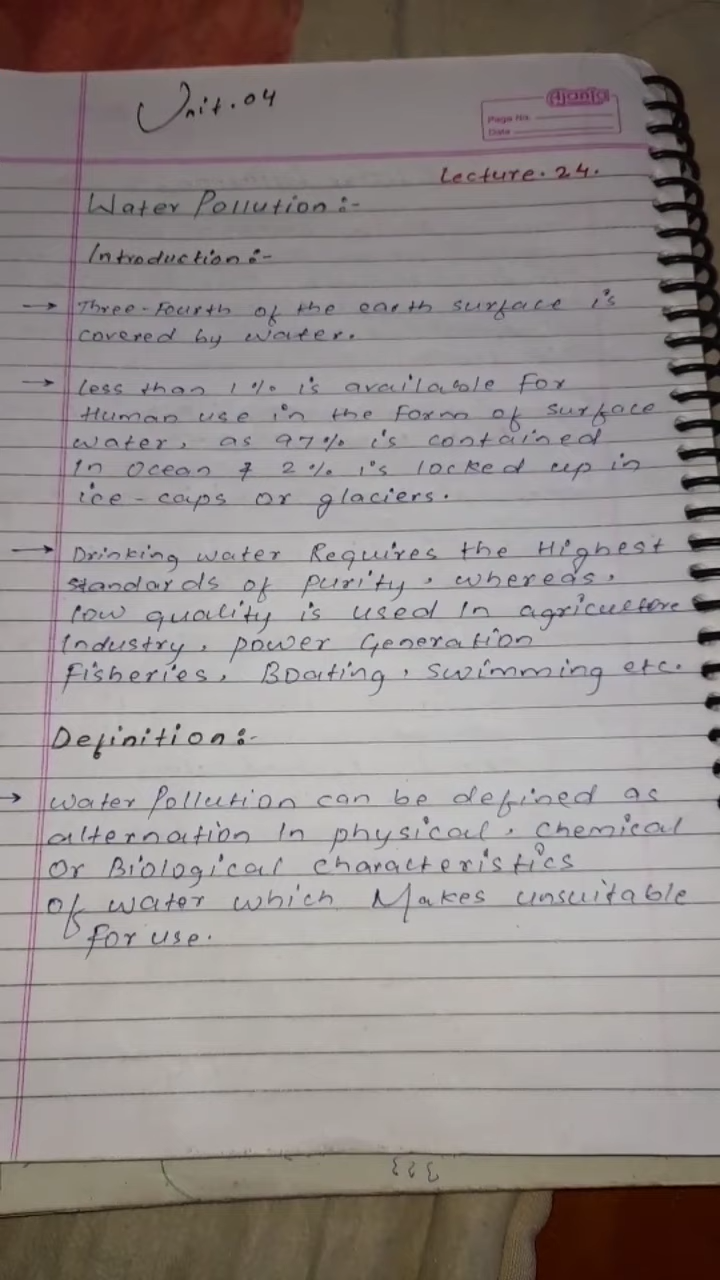 Unit.04
Ajanta
Page No.
Date
Lecture.24.
Water Pollution:-
Introduction:-
→ Three-Fourth of the earth surface is
covered by water.
→ Less than 1% is available for
Human use in the form of surface
water, as 97% is contained
In ocean & 2% is locked up in
ice-caps or glaciers.
→ Drinking water Requires the Highest
standards of purity, whereas,
low quality is used In agriculture
Industry, power Generation
Fisheries, Boating, swimming etc.
Definition:-
→ Water Pollution can be defined as
alternation In physical, chemical
Or Biological characteristics
Of water which Makes unsuitable
for use.